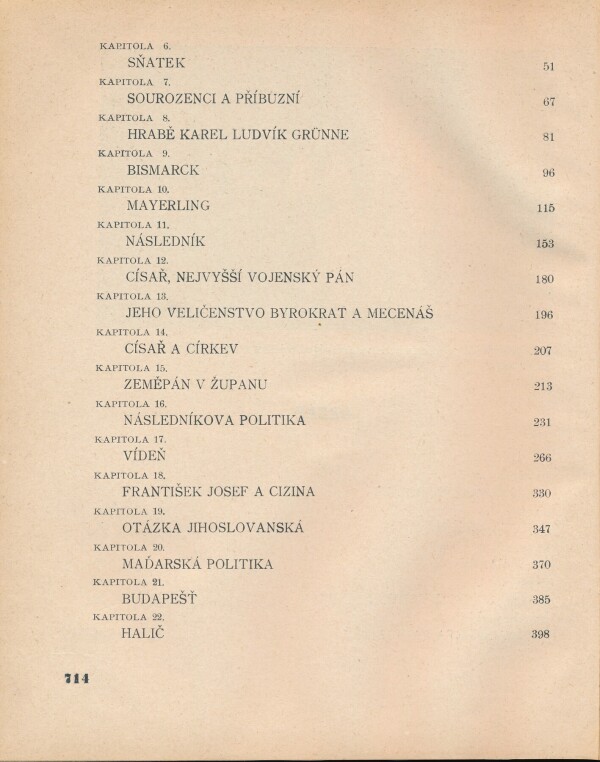 KAPITOLA 6.
SŇATEK 51
KAPITOLA 7.
SOUROZENCI A PŘÍBUZNÍ 67
KAPITOLA 8.
HRABĚ KAREL LUDVÍK GRÜNNE 81
KAPITOLA 9.
BISMARCK 96
KAPITOLA 10.
MAYERLING 115
KAPITOLA 11.
NÁSLEDNÍK 153
KAPITOLA 12.
CÍSAŘ, NEJVYŠŠÍ VOJENSKÝ PÁN 180
KAPITOLA 13.
JEHO VELIČENSTVO BYROKRAT A MECENÁŠ 196
KAPITOLA 14.
CÍSAŘ A CÍRKEV 207
KAPITOLA 15.
ZEMĚPÁN V ŽUPANU 213
KAPITOLA 16.
NÁSLEDNÍKOVA POLITIKA 231
KAPITOLA 17.
VÍDEŇ 266
KAPITOLA 18.
FRANTIŠEK JOSEF A CIZINA 330
KAPITOLA 19.
OTÁZKA JIHOSLOVANSKÁ 347
KAPITOLA 20.
MAĎARSKÁ POLITIKA 370
KAPITOLA 21.
BUDAPEŠŤ 385
KAPITOLA 22.
HALIČ 398
714